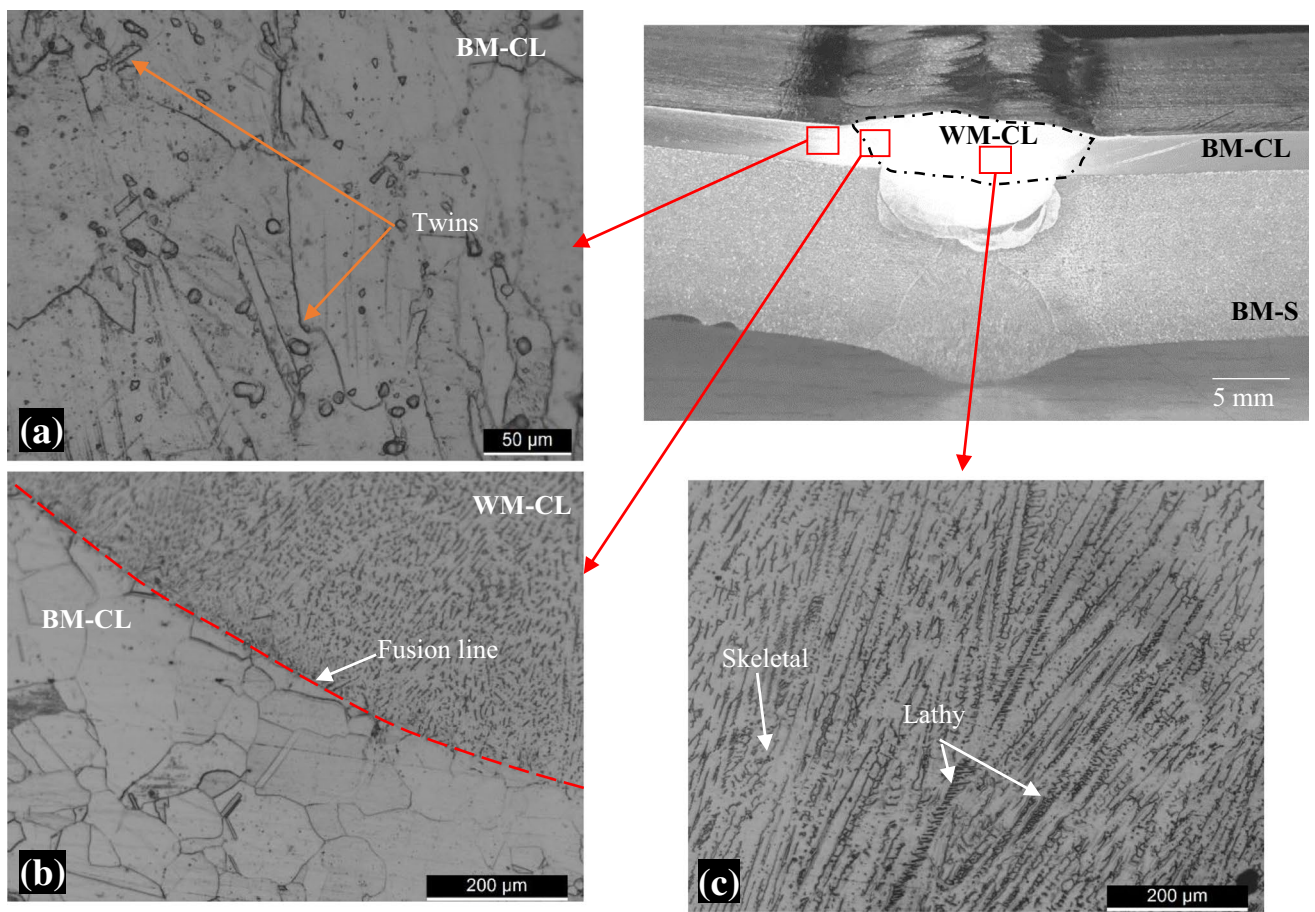 BM-CL
Twins
(a)
50 µm
WM-CL
BM-CL
BM-S
5 mm
WM-CL
BM-CL
Fusion line
(b)
200 µm
Skeletal
Lathy
(c)
200 µm